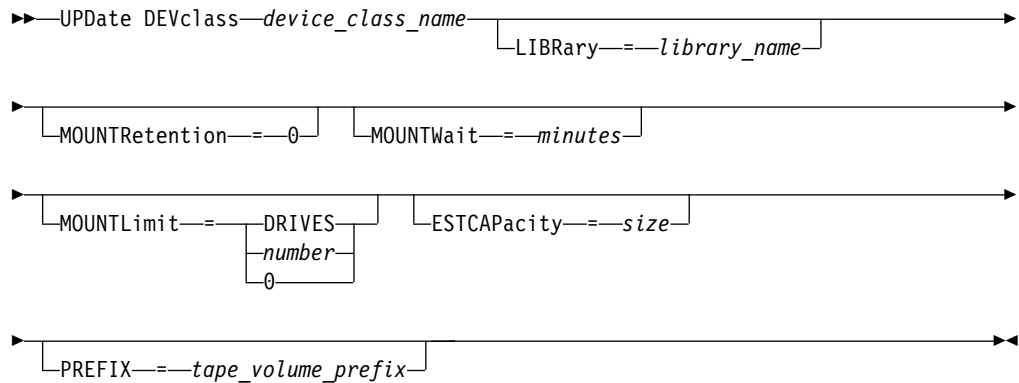 UPDate DEVclass device_class_name
LIBRary = library_name
MOUNTRetention = 0 MOUNTWait = minutes
MOUNTLimit = DRIVES ESTCAPacity = size
number
0
PREFIX = tape_volume_prefix